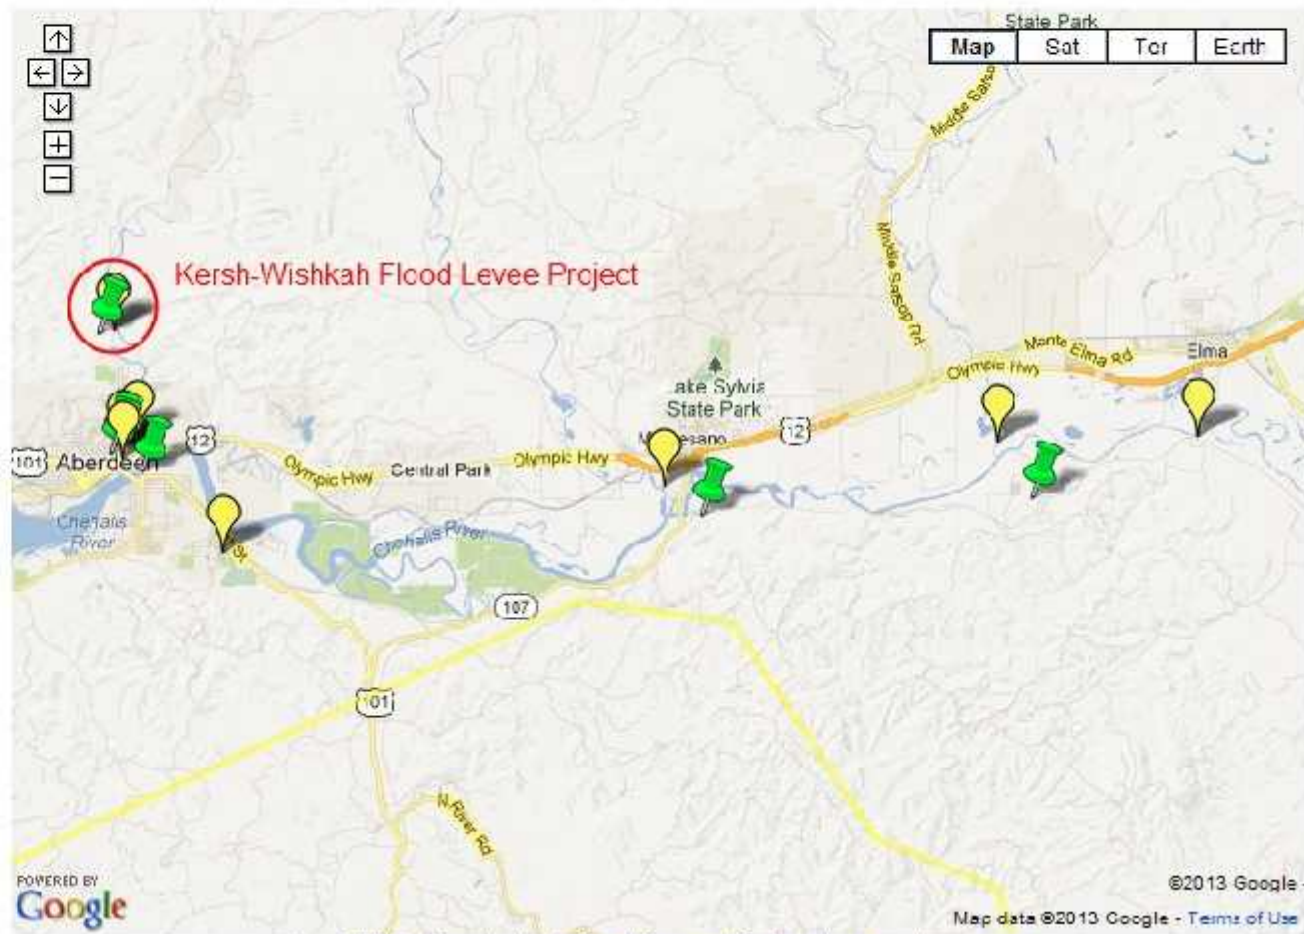 State Park
Map Sat Ter Earth
Middle Satsop
Kersh-Wishkah Flood Levee Project
Middle Satsop Rd
Monte Elma Rd
Elma
Olympic Hwy
Lake Sylvia
State Park
12
12
Olympic Hwy
101 Aberdeen
Central Park
Olympic Hwy
Chehalis
River
Chehalis River
107
101
N River Rd
POWERED BY
Google
©2013 Google -
Map data ©2013 Google - Terms of Use